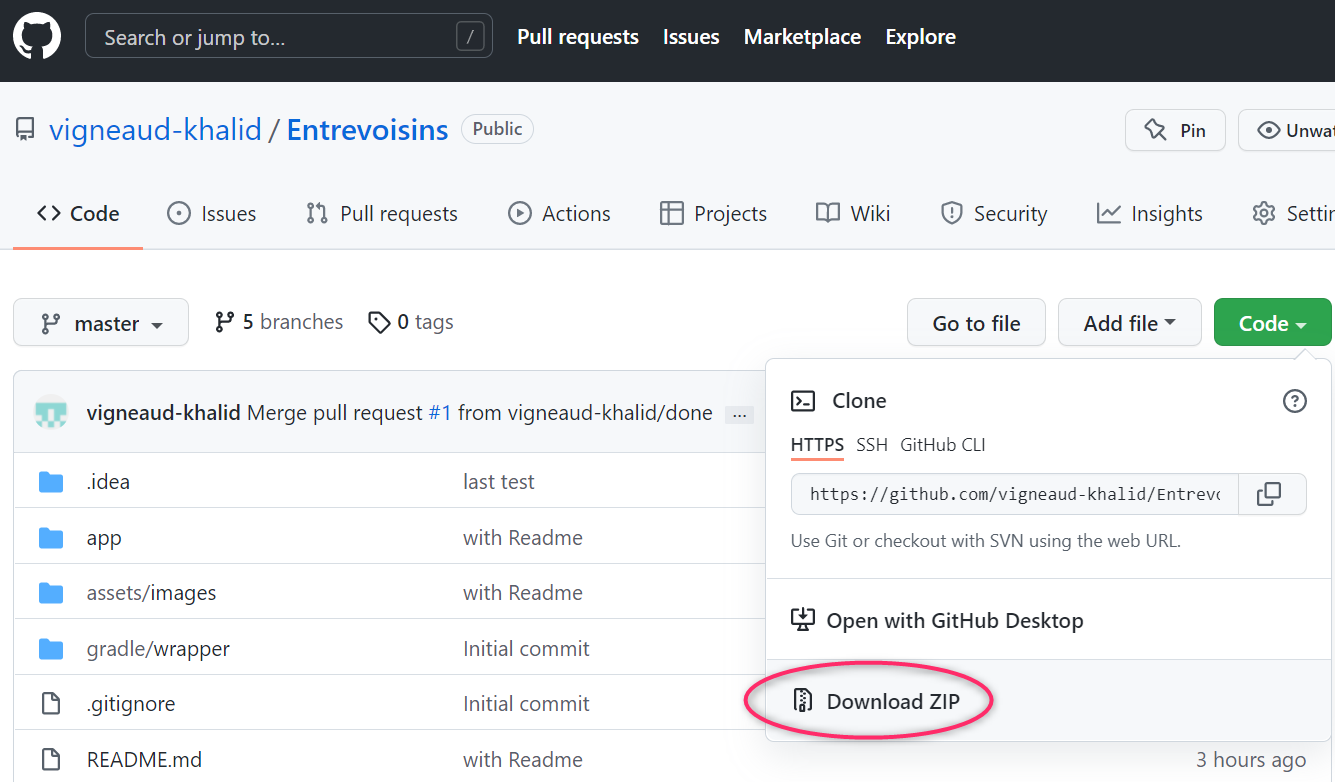 Search or jump to... / Pull requests Issues Marketplace Explore
vigneaud-khalid / Entrevoisins Public Pin Unwat
Code Issues Pull requests Actions Projects Wiki Security Insights Settin
master 5 branches 0 tags Go to file Add file Code
vigneaud-khalid Merge pull request #1 from vigneaud-khalid/done ...
.idea last test
app with Readme
assets/images with Readme
gradle/wrapper Initial commit
.gitignore Initial commit
README.md with Readme 3 hours ago
Clone
HTTPS SSH GitHub CLI
https://github.com/vigneaud-khalid/Entrevo
Use Git or checkout with SVN using the web URL.
Open with GitHub Desktop
Download ZIP